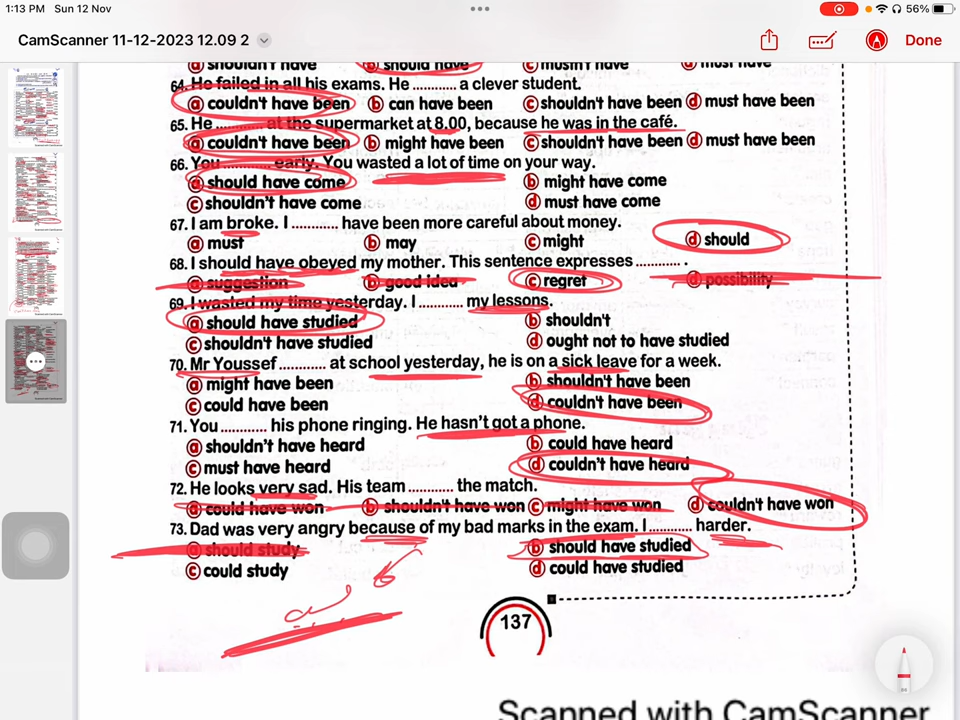 1:13 PM Sun 12 Nov
56%
CamScanner 11-12-2023 12.09 2
Done
ⓐ shouldn't have ⓑ should have ⓒ mustn't have ⓓ must have
64. He failed in all his exams. He ............ a clever student.
ⓐ couldn't have been ⓑ can have been ⓒ shouldn't have been ⓓ must have been
65. He ............ at the supermarket at 8.00, because he was in the café.
ⓐ couldn't have been ⓑ might have been ⓒ shouldn't have been ⓓ must have been
66. You ............ early. You wasted a lot of time on your way.
ⓐ should have come ⓑ might have come
ⓒ shouldn't have come ⓓ must have come
67. I am broke. I ............ have been more careful about money.
ⓐ must ⓑ may ⓒ might ⓓ should
68. I should have obeyed my mother. This sentence expresses ............ .
ⓐ suggestion ⓑ good idea ⓒ regret ⓓ possibility
69. I wasted my time yesterday. I ............ my lessons.
ⓐ should have studied ⓑ shouldn't
ⓒ shouldn't have studied ⓓ ought not to have studied
70. Mr Youssef ............ at school yesterday, he is on a sick leave for a week.
ⓐ might have been ⓑ shouldn't have been
ⓒ could have been ⓓ couldn't have been
71. You ............ his phone ringing. He hasn't got a phone.
ⓐ shouldn't have heard ⓑ could have heard
ⓒ must have heard ⓓ couldn't have heard
72. He looks very sad. His team ............ the match.
ⓐ could have won ⓑ shouldn't have won ⓒ might have won ⓓ couldn't have won
73. Dad was very angry because of my bad marks in the exam. I ............ harder.
ⓐ should study ⓑ should have studied
ⓒ could study ⓓ could have studied
137
Scanned with CamScanner